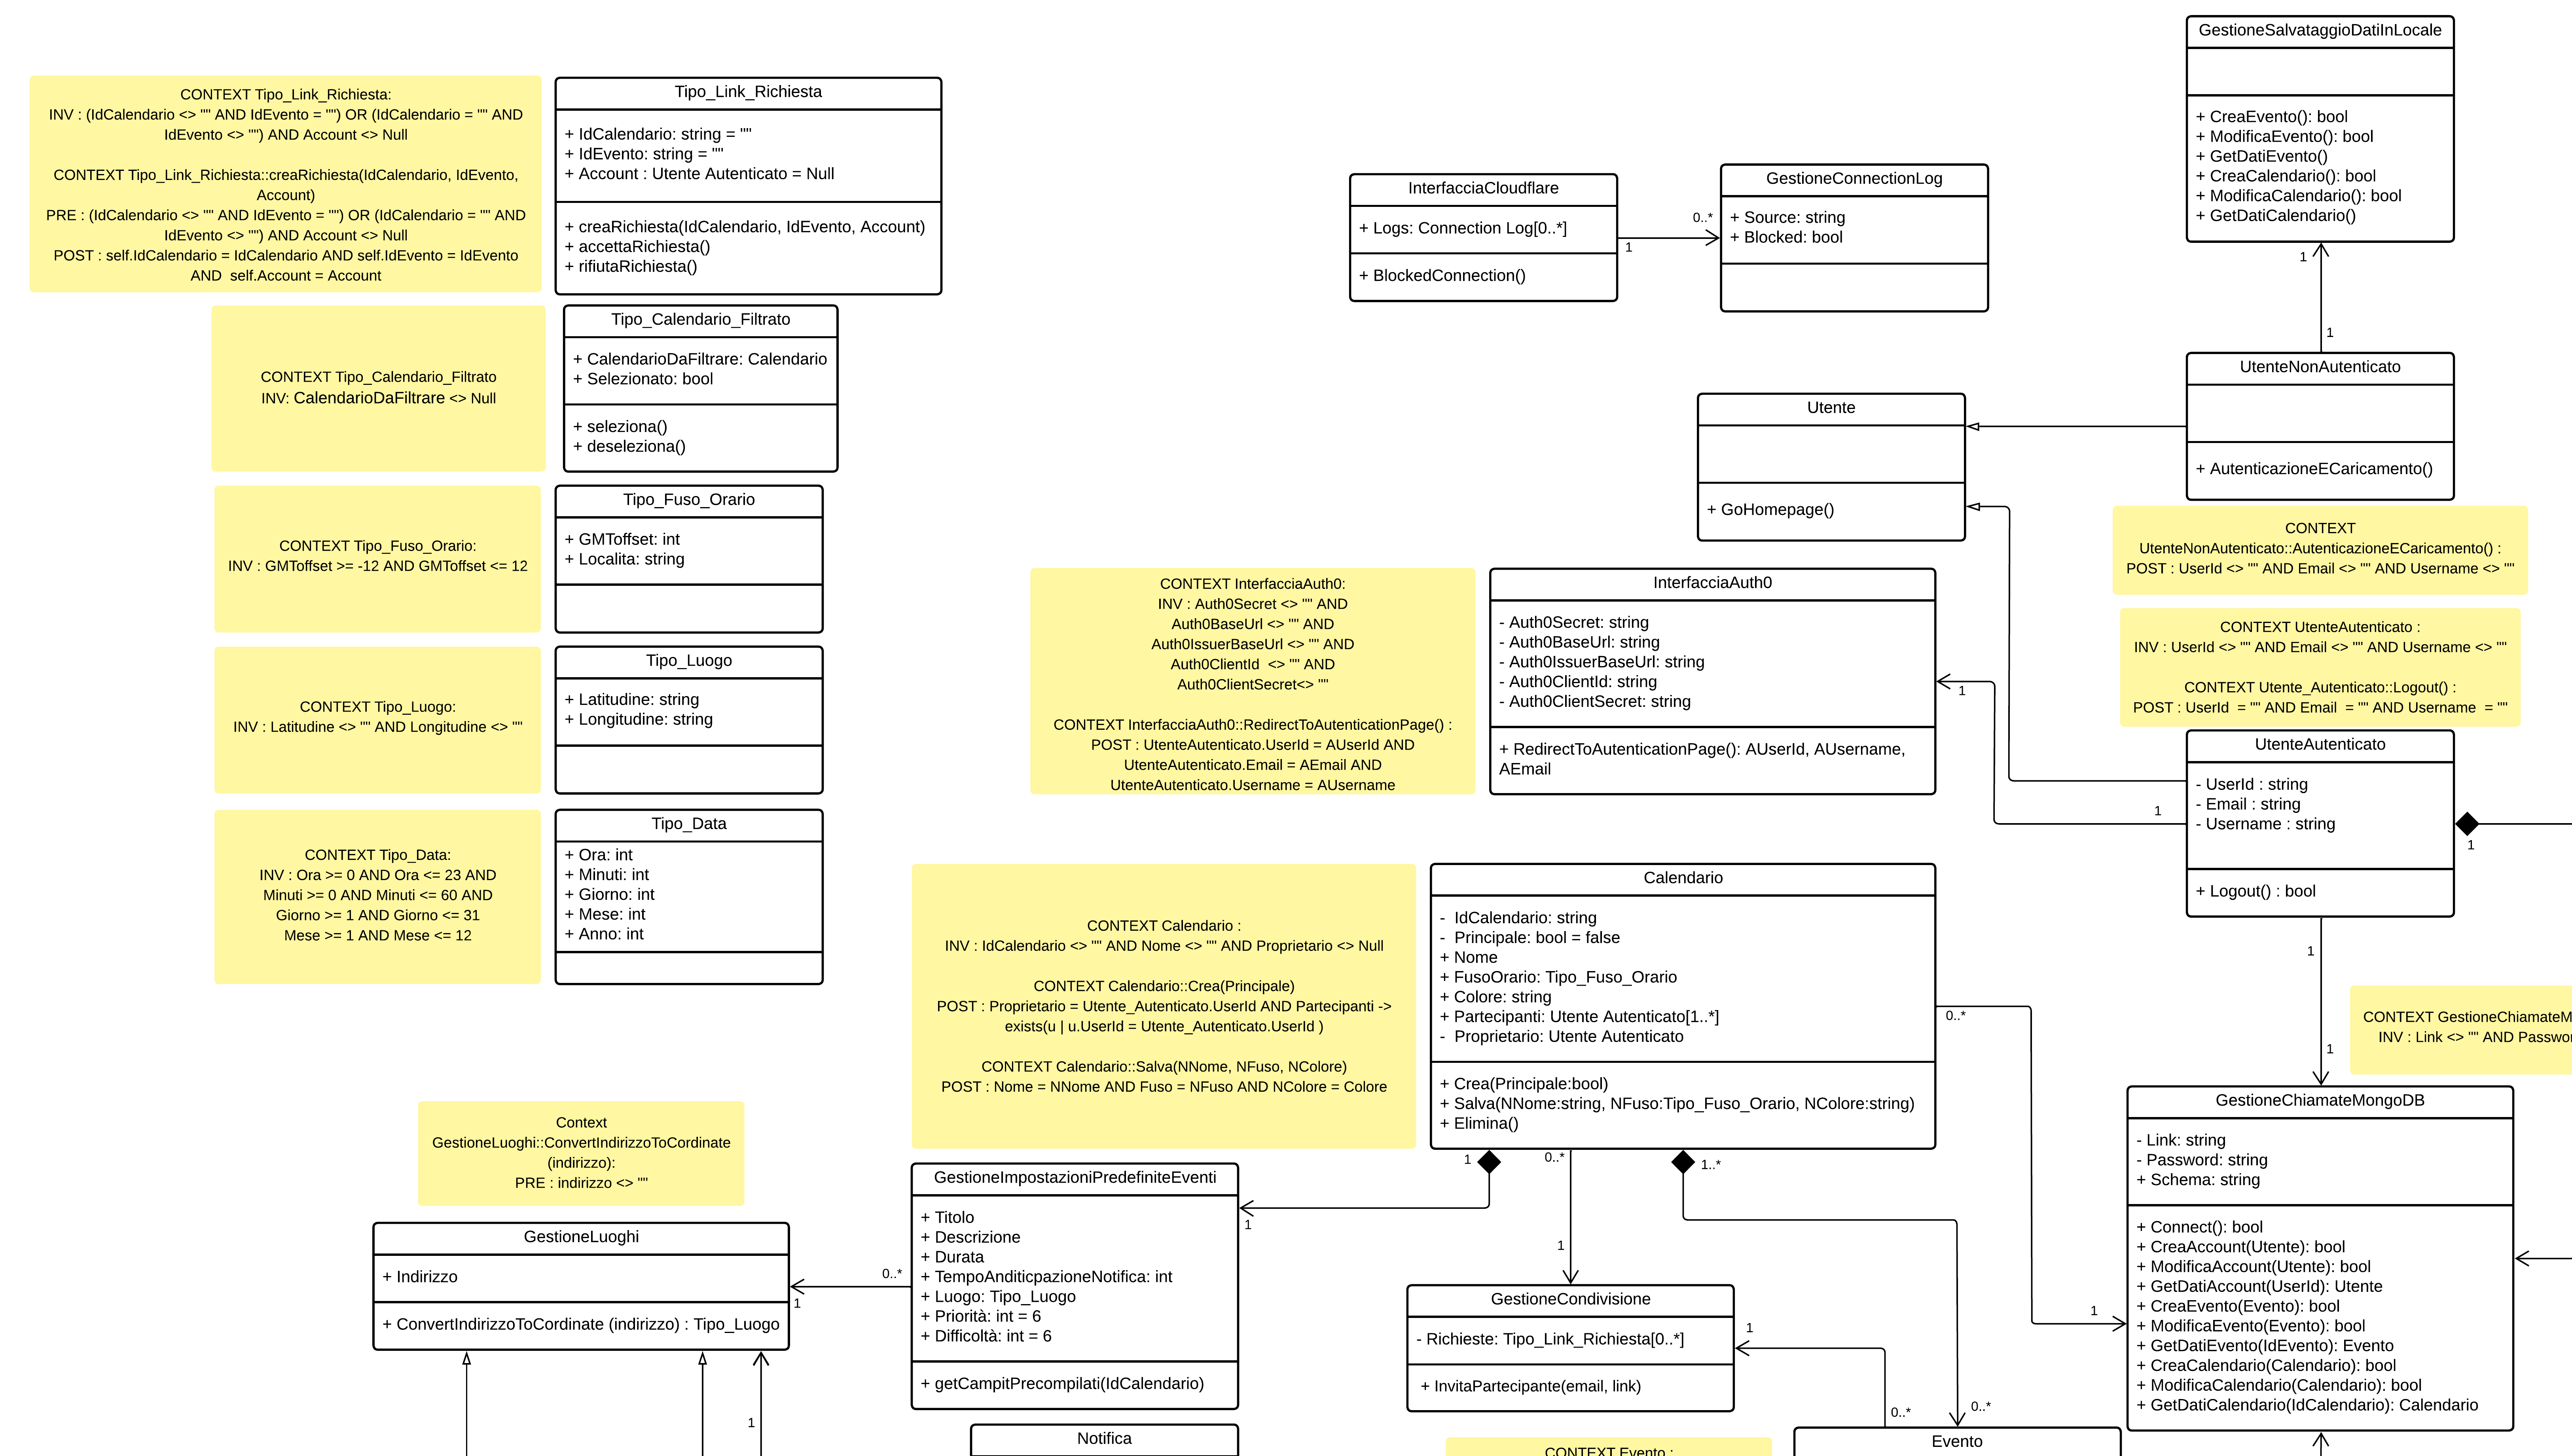 CONTEXT Tipo_Link_Richiesta:
INV : (IdCalendario <> "" AND IdEvento = "") OR (IdCalendario = "" AND
IdEvento <> "") AND Account <> Null
CONTEXT Tipo_Link_Richiesta::creaRichiesta(IdCalendario, IdEvento,
Account)
PRE : (IdCalendario <> "" AND IdEvento = "") OR (IdCalendario = "" AND
IdEvento <> "") AND Account <> Null
POST : self.IdCalendario = IdCalendario AND self.IdEvento = IdEvento
AND  self.Account = Account
Tipo_Link_Richiesta
+ IdCalendario: string = ""
+ IdEvento: string = ""
+ Account : Utente Autenticato = Null
+ creaRichiesta(IdCalendario, IdEvento, Account)
+ accettaRichiesta()
+ rifiutaRichiesta()
CONTEXT Tipo_Calendario_Filtrato
INV: CalendarioDaFiltrare <> Null
Tipo_Calendario_Filtrato
+ CalendarioDaFiltrare: Calendario
+ Selezionato: bool
+ seleziona()
+ deseleziona()
CONTEXT Tipo_Fuso_Orario:
INV : GMToffset >= -12 AND GMToffset <= 12
Tipo_Fuso_Orario
+ GMToffset: int
+ Localita: string
CONTEXT Tipo_Luogo:
INV : Latitudine <> "" AND Longitudine <> ""
Tipo_Luogo
+ Latitudine: string
+ Longitudine: string
CONTEXT Tipo_Data:
INV : Ora >= 0 AND Ora <= 23 AND
Minuti >= 0 AND Minuti <= 60 AND
Giorno >= 1 AND Giorno <= 31
Mese >= 1 AND Mese <= 12
Tipo_Data
+ Ora: int
+ Minuti: int
+ Giorno: int
+ Mese: int
+ Anno: int
InterfacciaCloudflare
+ Logs: Connection Log[0..*]
+ BlockedConnection()
1
0..*
GestioneConnectionLog
+ Source: string
+ Blocked: bool
GestioneSalvataggioDatiInLocale
+ CreaEvento(): bool
+ ModificaEvento(): bool
+ GetDatiEvento()
+ CreaCalendario(): bool
+ ModificaCalendario(): bool
+ GetDatiCalendario()
1
1
UtenteNonAutenticato
+ AutenticazioneECaricamento()
Utente
+ GoHomepage()
CONTEXT
UtenteNonAutenticato::AutenticazioneECaricamento() :
POST : UserId <> "" AND Email <> "" AND Username <> ""
CONTEXT UtenteAutenticato :
INV : UserId <> "" AND Email <> "" AND Username <> ""
CONTEXT Utente_Autenticato::Logout() :
POST : UserId  = "" AND Email  = "" AND Username  = ""
CONTEXT InterfacciaAuth0:
INV : Auth0Secret <> "" AND
Auth0BaseUrl <> "" AND
Auth0IssuerBaseUrl <> "" AND
Auth0ClientId  <> "" AND
Auth0ClientSecret<> ""
CONTEXT InterfacciaAuth0::RedirectToAutenticationPage() :
POST : UtenteAutenticato.UserId = AUserId AND
UtenteAutenticato.Email = AEmail AND
UtenteAutenticato.Username = AUsername
InterfacciaAuth0
- Auth0Secret: string
- Auth0BaseUrl: string
- Auth0IssuerBaseUrl: string
- Auth0ClientId: string
- Auth0ClientSecret: string
+ RedirectToAutenticationPage(): AUserId, AUsername,
AEmail
1
1
UtenteAutenticato
- UserId : string
- Email : string
- Username : string
+ Logout() : bool
1
1
1
CONTEXT Calendario :
INV : IdCalendario <> "" AND Nome <> "" AND Proprietario <> Null
CONTEXT Calendario::Crea(Principale)
POST : Proprietario = Utente_Autenticato.UserId AND Partecipanti ->
exists(u | u.UserId = Utente_Autenticato.UserId )
CONTEXT Calendario::Salva(NNome, NFuso, NColore)
POST : Nome = NNome AND Fuso = NFuso AND NColore = Colore
Calendario
-  IdCalendario: string
-  Principale: bool = false
+ Nome
+ FusoOrario: Tipo_Fuso_Orario
+ Colore: string
+ Partecipanti: Utente Autenticato[1..*]
-  Proprietario: Utente Autenticato
+ Crea(Principale:bool)
+ Salva(NNome:string, NFuso:Tipo_Fuso_Orario, NColore:string)
+ Elimina()
0..*
1
CONTEXT GestioneChiamateM
INV : Link <> "" AND Passwor
GestioneChiamateMongoDB
- Link: string
- Password: string
+ Schema: string
+ Connect(): bool
+ CreaAccount(Utente): bool
+ ModificaAccount(Utente): bool
+ GetDatiAccount(UserId): Utente
+ CreaEvento(Evento): bool
+ ModificaEvento(Evento): bool
+ GetDatiEvento(IdEvento): Evento
+ CreaCalendario(Calendario): bool
+ ModificaCalendario(Calendario): bool
+ GetDatiCalendario(IdCalendario): Calendario
Context
GestioneLuoghi::ConvertIndirizzoToCordinate
(indirizzo):
PRE : indirizzo <> ""
GestioneLuoghi
+ Indirizzo
+ ConvertIndirizzoToCordinate (indirizzo) : Tipo_Luogo
1
0..*
1
GestioneImpostazioniPredefiniteEventi
+ Titolo
+ Descrizione
+ Durata
+ TempoAnditicpazioneNotifica: int
+ Luogo: Tipo_Luogo
+ Priorità: int = 6
+ Difficoltà: int = 6
+ getCampitPrecompilati(IdCalendario)
1
1
0..*
1
1..*
0..*
GestioneCondivisione
- Richieste: Tipo_Link_Richiesta[0..*]
+ InvitaPartecipante(email, link)
1
0..*
Notifica
CONTEXT Evento :
Evento